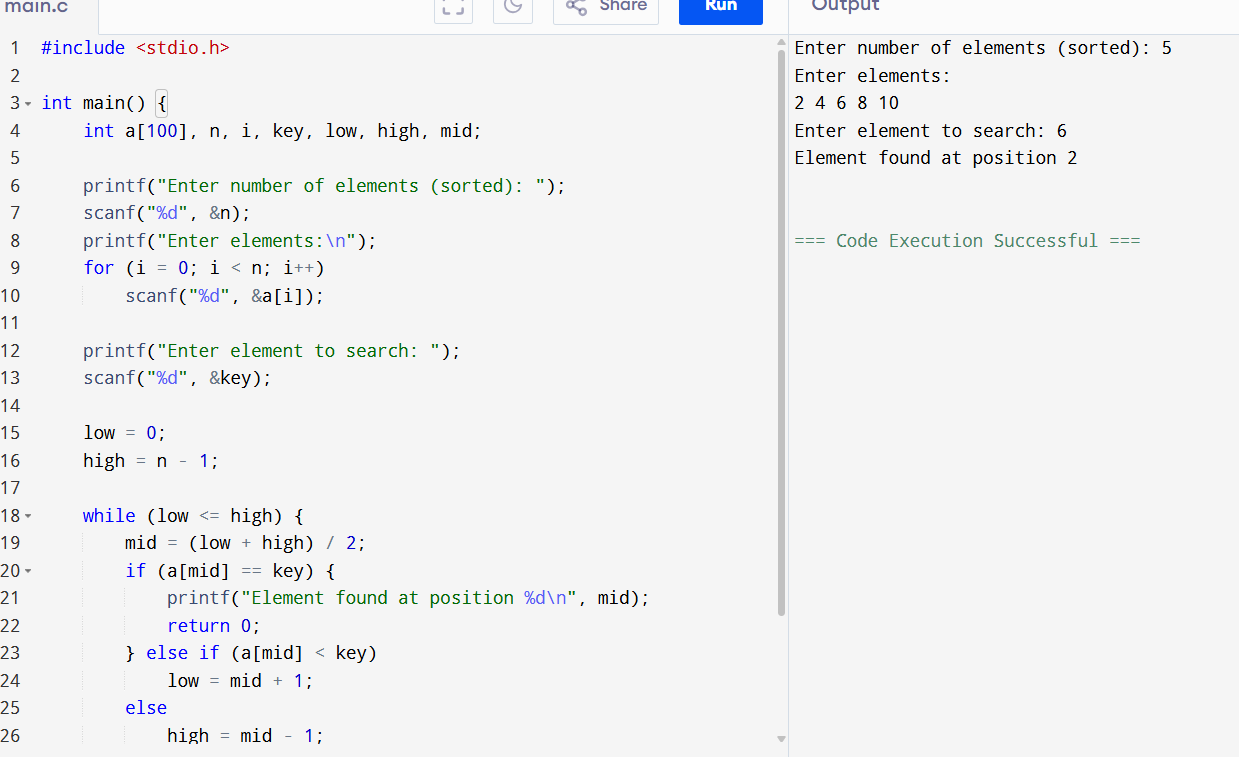 main.c
Share
Run
Output
1 #include <stdio.h>
2
3 int main() {
4     int a[100], n, i, key, low, high, mid;
5
6     printf("Enter number of elements (sorted): ");
7     scanf("%d", &n);
8     printf("Enter elements:\n");
9     for (i = 0; i < n; i++)
10         scanf("%d", &a[i]);
11
12     printf("Enter element to search: ");
13     scanf("%d", &key);
14
15     low = 0;
16     high = n - 1;
17
18     while (low <= high) {
19         mid = (low + high) / 2;
20         if (a[mid] == key) {
21             printf("Element found at position %d\n", mid);
22             return 0;
23         } else if (a[mid] < key)
24             low = mid + 1;
25         else
26             high = mid - 1;
Enter number of elements (sorted): 5
Enter elements:
2 4 6 8 10
Enter element to search: 6
Element found at position 2
=== Code Execution Successful ===